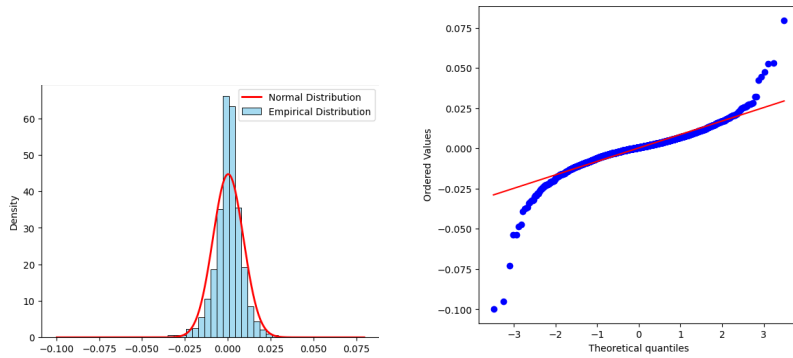 Normal Distribution
Empirical Distribution
60
50
40
30
20
10
0
Density
-0.100 -0.075 -0.050 -0.025 0.000 0.025 0.050 0.075
0.075
0.050
0.025
0.000
-0.025
-0.050
-0.075
-0.100
Ordered Values
-3 -2 -1 0 1 2 3
Theoretical quantiles